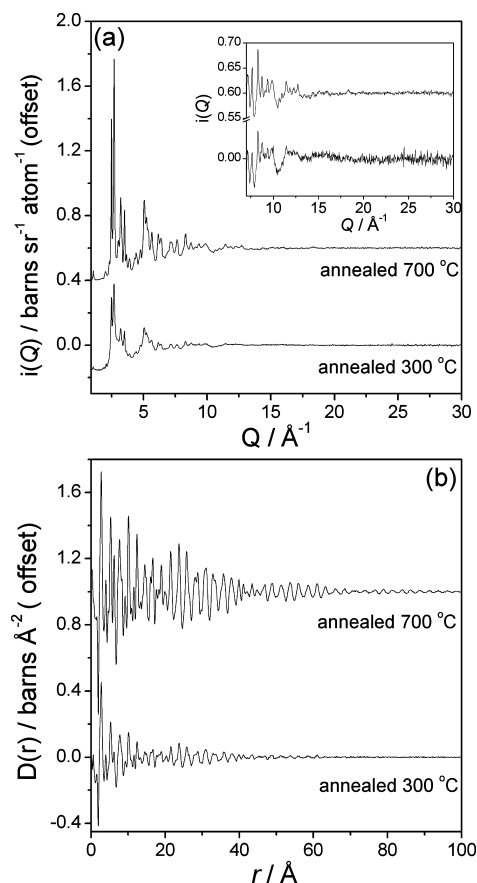 (a)
2.0
1.6
1.2
0.8
0.4
0.0
i(Q) / barns sr⁻¹ atom⁻¹ (offset)
0.70
0.65
0.60
0.55
0.00
i(Q)
10 15 20 25 30
Q / Å⁻¹
annealed 700 °C
annealed 300 °C
5 10 15 20 25 30
Q / Å⁻¹
(b)
1.6
1.2
0.8
0.4
0.0
-0.4
D(r) / barns Å⁻² ( offset)
annealed 700 °C
annealed 300 °C
0 20 40 60 80 100
r / Å